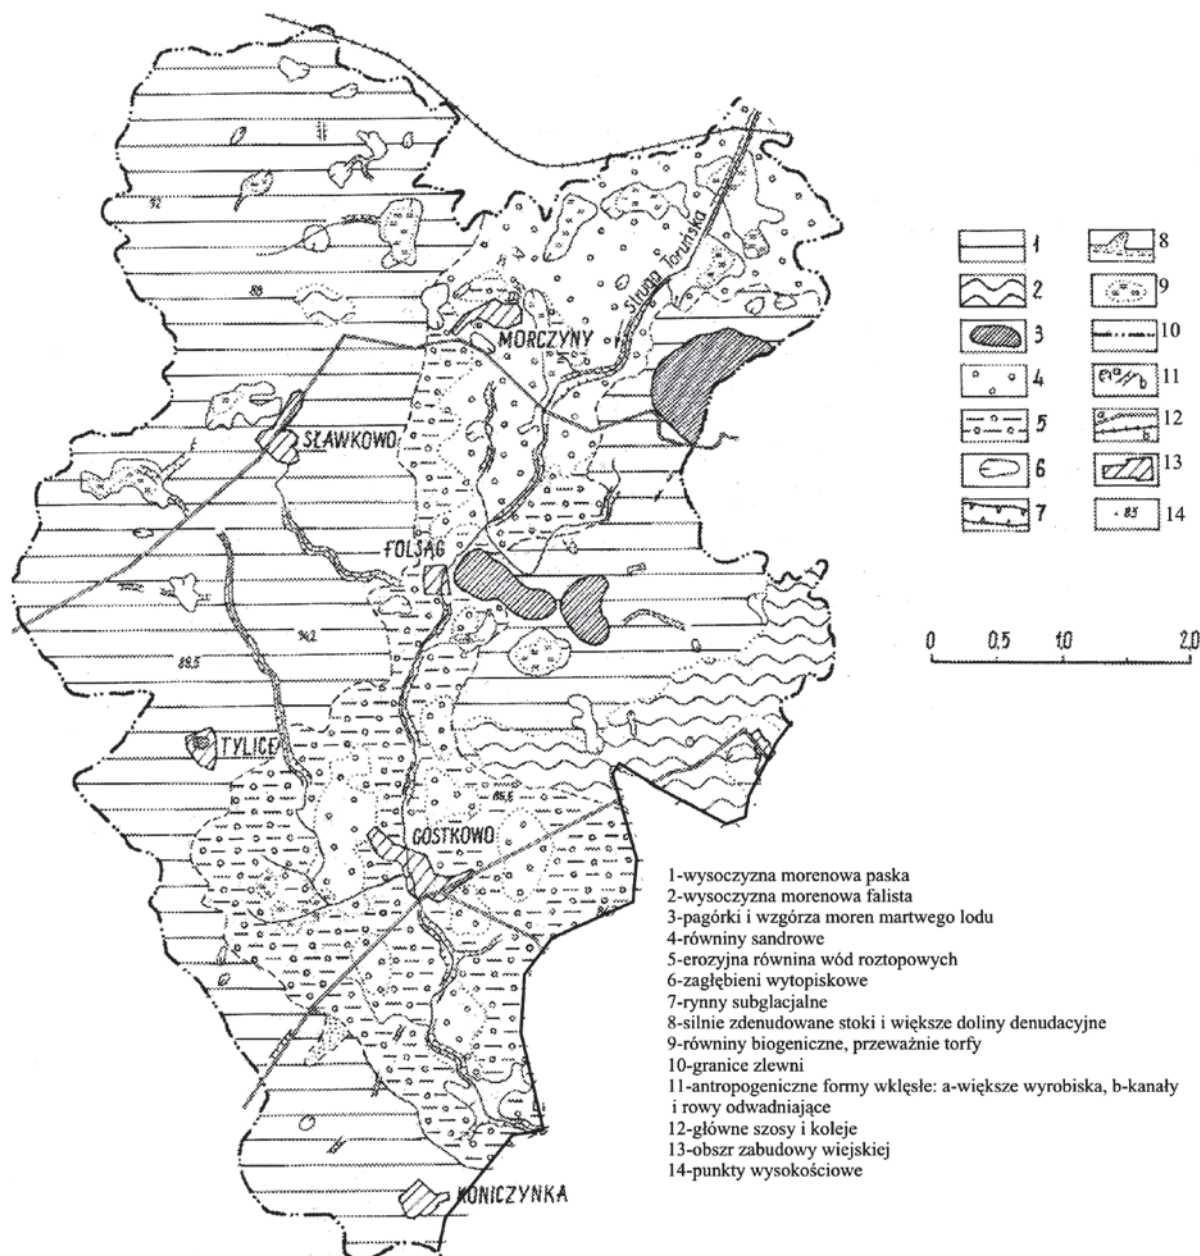 92
88
Struga Toruńska
MORCZYNY
SŁAWKOWO
FOLSĄG
94,2
88,5
TYLICE
85,5
GOSTKOWO
KONICZYNKA
1
2
3
4
5
6
7
8
9
10
11
a
b
12
a
b
13
83
14
0
0,5
1,0
2,0
1-wysoczyzna morenowa paska
2-wysoczyzna morenowa falista
3-pagórki i wzgórza moren martwego lodu
4-równiny sandrowe
5-erozyjna równina wód roztopowych
6-zagłębieni wytopiskowe
7-rynny subglacjalne
8-silnie zdenudowane stoki i większe doliny denudacyjne
9-równiny biogeniczne, przeważnie torfy
10-granice zlewni
11-antropogeniczne formy wklęsłe: a-większe wyrobiska, b-kanały
i rowy odwadniające
12-główne szosy i koleje
13-obszr zabudowy wiejskiej
14-punkty wysokościowe